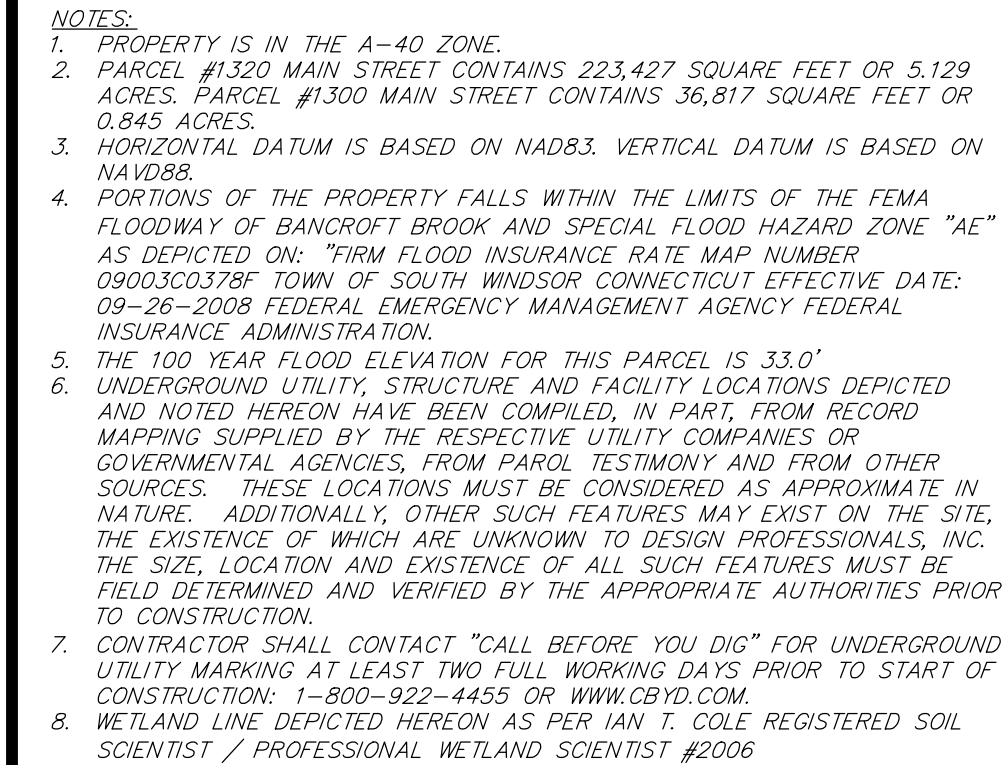 NOTES:
1. PROPERTY IS IN THE A-40 ZONE.
2. PARCEL #1320 MAIN STREET CONTAINS 223,427 SQUARE FEET OR 5.129
ACRES. PARCEL #1300 MAIN STREET CONTAINS 36,817 SQUARE FEET OR
0.845 ACRES.
3. HORIZONTAL DATUM IS BASED ON NAD83. VERTICAL DATUM IS BASED ON
NAVD88.
4. PORTIONS OF THE PROPERTY FALLS WITHIN THE LIMITS OF THE FEMA
FLOODWAY OF BANCROFT BROOK AND SPECIAL FLOOD HAZARD ZONE "AE"
AS DEPICTED ON: "FIRM FLOOD INSURANCE RATE MAP NUMBER
09003C0378F TOWN OF SOUTH WINDSOR CONNECTICUT EFFECTIVE DATE:
09-26-2008 FEDERAL EMERGENCY MANAGEMENT AGENCY FEDERAL
INSURANCE ADMINISTRATION.
5. THE 100 YEAR FLOOD ELEVATION FOR THIS PARCEL IS 33.0'
6. UNDERGROUND UTILITY, STRUCTURE AND FACILITY LOCATIONS DEPICTED
AND NOTED HEREON HAVE BEEN COMPILED, IN PART, FROM RECORD
MAPPING SUPPLIED BY THE RESPECTIVE UTILITY COMPANIES OR
GOVERNMENTAL AGENCIES, FROM PAROL TESTIMONY AND FROM OTHER
SOURCES. THESE LOCATIONS MUST BE CONSIDERED AS APPROXIMATE IN
NATURE. ADDITIONALLY, OTHER SUCH FEATURES MAY EXIST ON THE SITE,
THE EXISTENCE OF WHICH ARE UNKNOWN TO DESIGN PROFESSIONALS, INC.
THE SIZE, LOCATION AND EXISTENCE OF ALL SUCH FEATURES MUST BE
FIELD DETERMINED AND VERIFIED BY THE APPROPRIATE AUTHORITIES PRIOR
TO CONSTRUCTION.
7. CONTRACTOR SHALL CONTACT "CALL BEFORE YOU DIG" FOR UNDERGROUND
UTILITY MARKING AT LEAST TWO FULL WORKING DAYS PRIOR TO START OF
CONSTRUCTION: 1-800-922-4455 OR WWW.CBYD.COM.
8. WETLAND LINE DEPICTED HEREON AS PER IAN T. COLE REGISTERED SOIL
SCIENTIST / PROFESSIONAL WETLAND SCIENTIST #2006